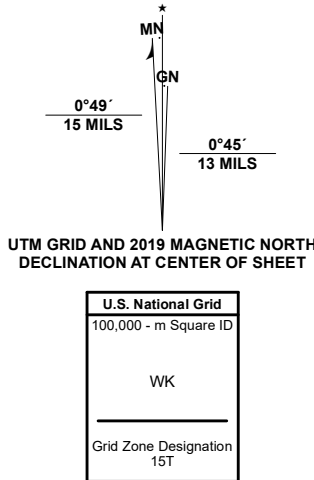 ★
MN
GN
0°49´
15 MILS
0°45´
13 MILS
UTM GRID AND 2019 MAGNETIC NORTH
DECLINATION AT CENTER OF SHEET
U.S. National Grid
100,000 - m Square ID
WK
Grid Zone Designation
15T